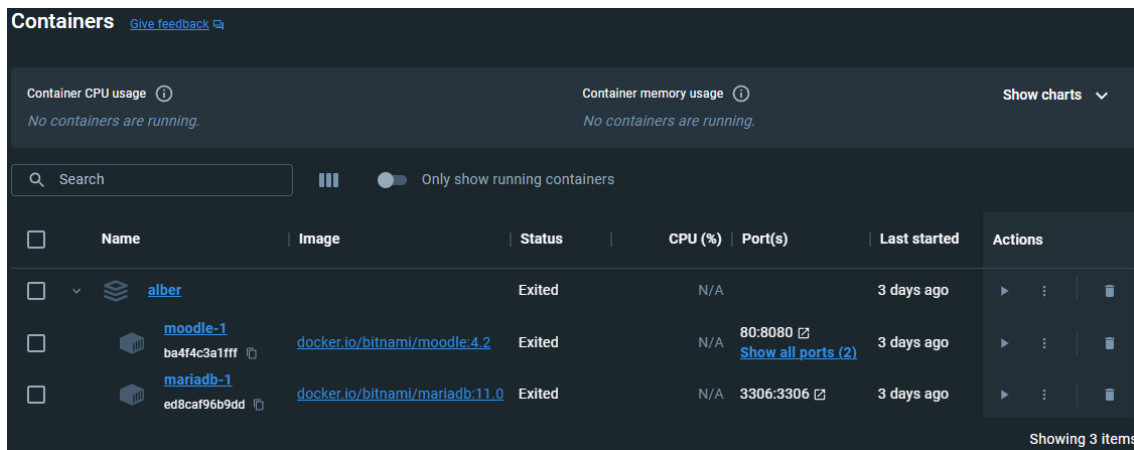 Containers Give feedback
Container CPU usage
Container memory usage
Show charts
No containers are running.
No containers are running.
Search
Only show running containers
Name Image Status CPU (%) Port(s) Last started Actions
alber Exited N/A 3 days ago
moodle-1
ba4f4c3a1fff
docker.io/bitnami/moodle:4.2 Exited N/A
80:8080
Show all ports (2)
3 days ago
mariadb-1
ed8caf96b9dd
docker.io/bitnami/mariadb:11.0 Exited N/A 3306:3306 3 days ago
Showing 3 items